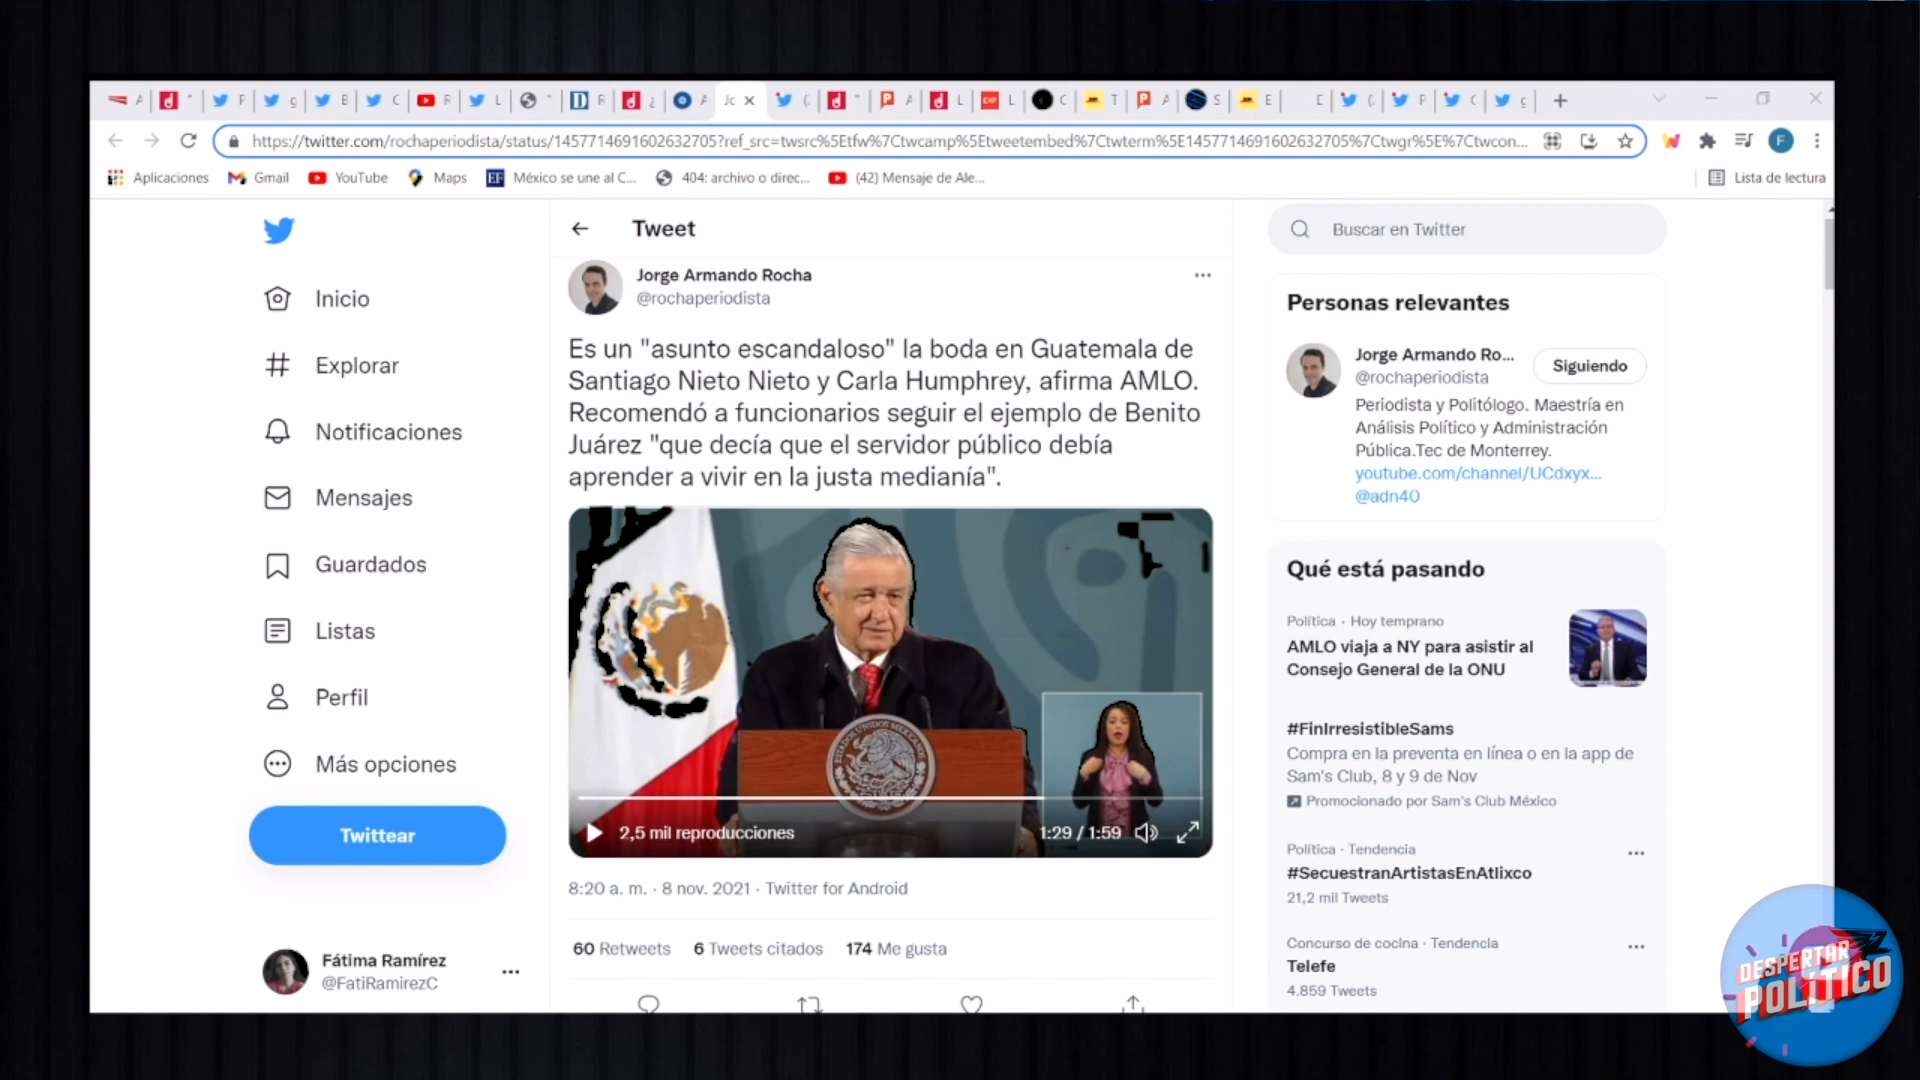 https://twitter.com/rochaperiodista/status/1457714691602632705?ref_src=twsrc%5Etfw%7Ctwcamp%5Etweetembed%7Ctwterm%5E1457714691602632705%7Ctwgr%5E%7Ctwcon...
Aplicaciones
Gmail
YouTube
Maps
México se une al C...
404: archivo o direc...
(42) Mensaje de Ale...
Lista de lectura
Inicio
Explorar
Notificaciones
Mensajes
Guardados
Listas
Perfil
Más opciones
Twittear
Fátima Ramírez
@FatiRamirezC
Tweet
Jorge Armando Rocha
@rochaperiodista
Es un "asunto escandaloso" la boda en Guatemala de
Santiago Nieto Nieto y Carla Humphrey, afirma AMLO.
Recomendó a funcionarios seguir el ejemplo de Benito
Juárez "que decía que el servidor público debía
aprender a vivir en la justa medianía".
ESTADOS UNIDOS MEXICANOS
2,5 mil reproducciones
1:29 / 1:59
8:20 a. m. · 8 nov. 2021 · Twitter for Android
60 Retweets 6 Tweets citados 174 Me gusta
Buscar en Twitter
Personas relevantes
Jorge Armando Ro...
@rochaperiodista
Siguiendo
Periodista y Politólogo. Maestría en
Análisis Político y Administración
Pública.Tec de Monterrey.
youtube.com/channel/UCdxyx...
@adn40
Qué está pasando
Política · Hoy temprano
AMLO viaja a NY para asistir al
Consejo General de la ONU
#FinIrresistibleSams
Compra en la preventa en línea o en la app de
Sam's Club, 8 y 9 de Nov
Promocionado por Sam's Club México
Política · Tendencia
#SecuestranArtistasEnAtlixco
21,2 mil Tweets
Concurso de cocina · Tendencia
Telefe
4.859 Tweets
DESPERTAR
POLÍTICO